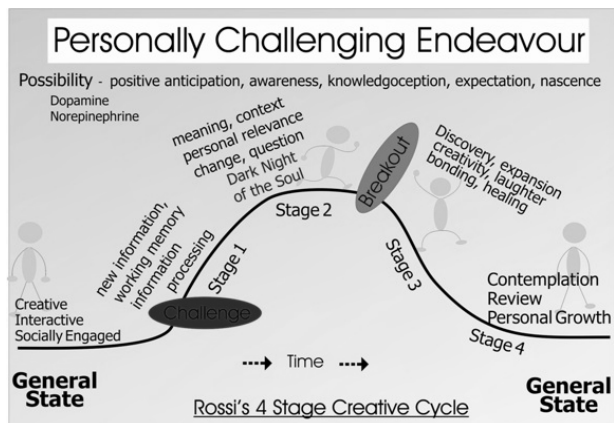 Personally Challenging Endeavour
Possibility - positive anticipation, awareness, knowledgoception, expectation, nascence
Dopamine
Norepinephrine
meaning, context
personal relevance
change, question
Dark Night
of the Soul
Breakout
Discovery, expansion
creativity, laughter
bonding, healing
new information,
working memory
information
processing
Stage 1
Stage 2
Stage 3
Stage 4
Challenge
Creative
Interactive
Socially Engaged
Contemplation
Review
Personal Growth
Time
General
State
General
State
Rossi's 4 Stage Creative Cycle